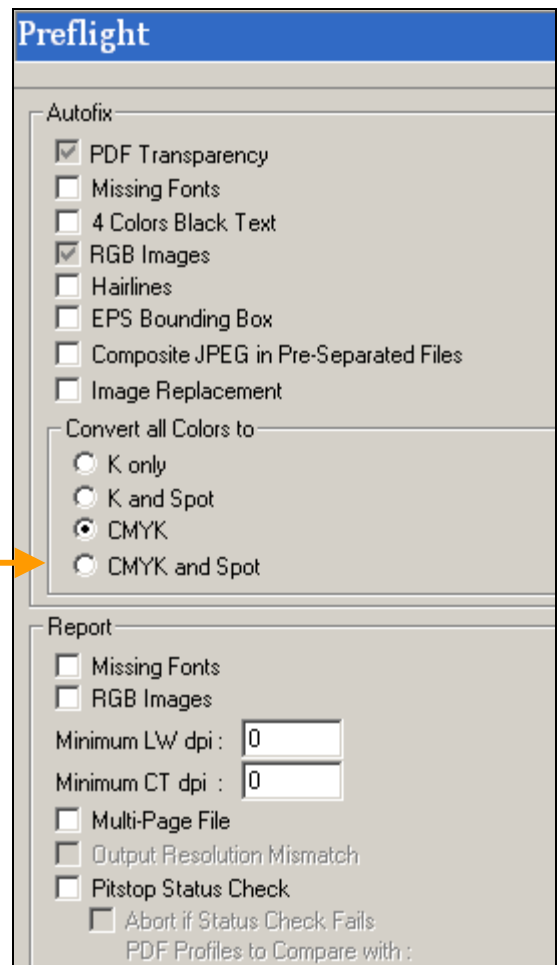 Preflight
Autofix
PDF Transparency
Missing Fonts
4 Colors Black Text
RGB Images
Hairlines
EPS Bounding Box
Composite JPEG in Pre-Separated Files
Image Replacement
Convert all Colors to
K only
K and Spot
CMYK
CMYK and Spot
Report
Missing Fonts
RGB Images
Minimum LW dpi : 0
Minimum CT dpi : 0
Multi-Page File
Output Resolution Mismatch
Pitstop Status Check
Abort if Status Check Fails
PDF Profiles to Compare with :